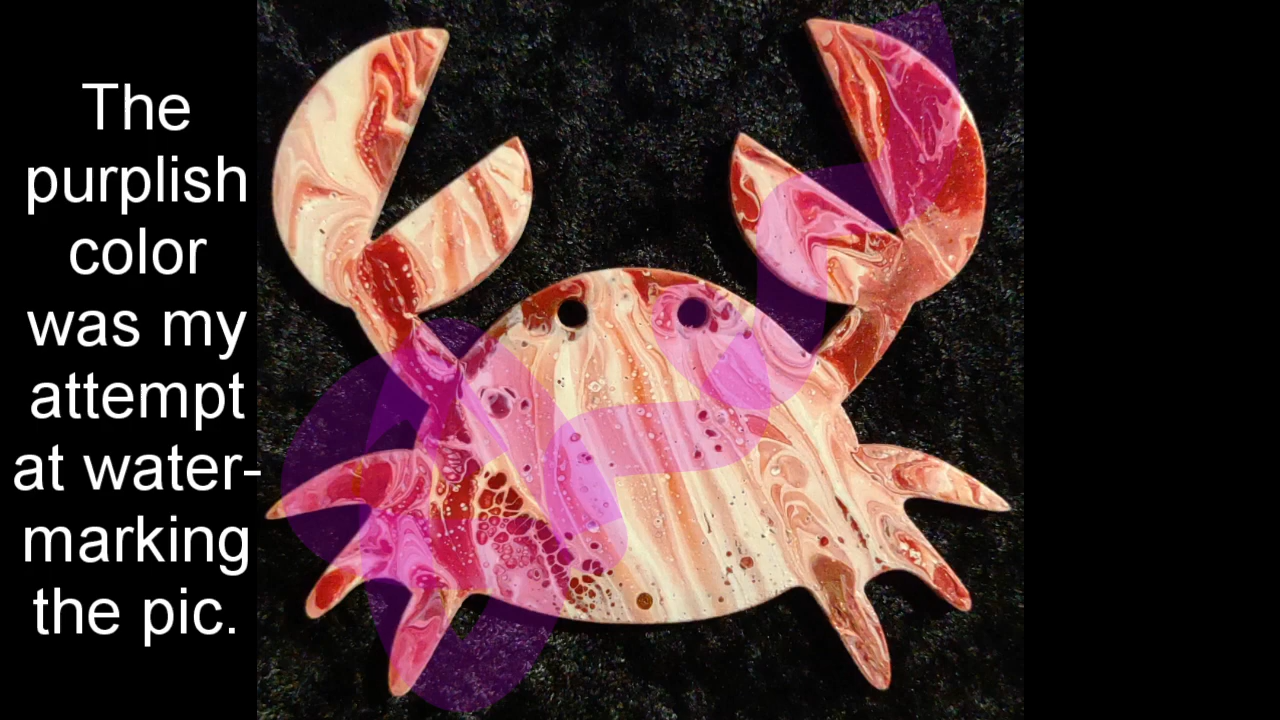 The
purplish
color
was my
attempt
at water-
marking
the pic.